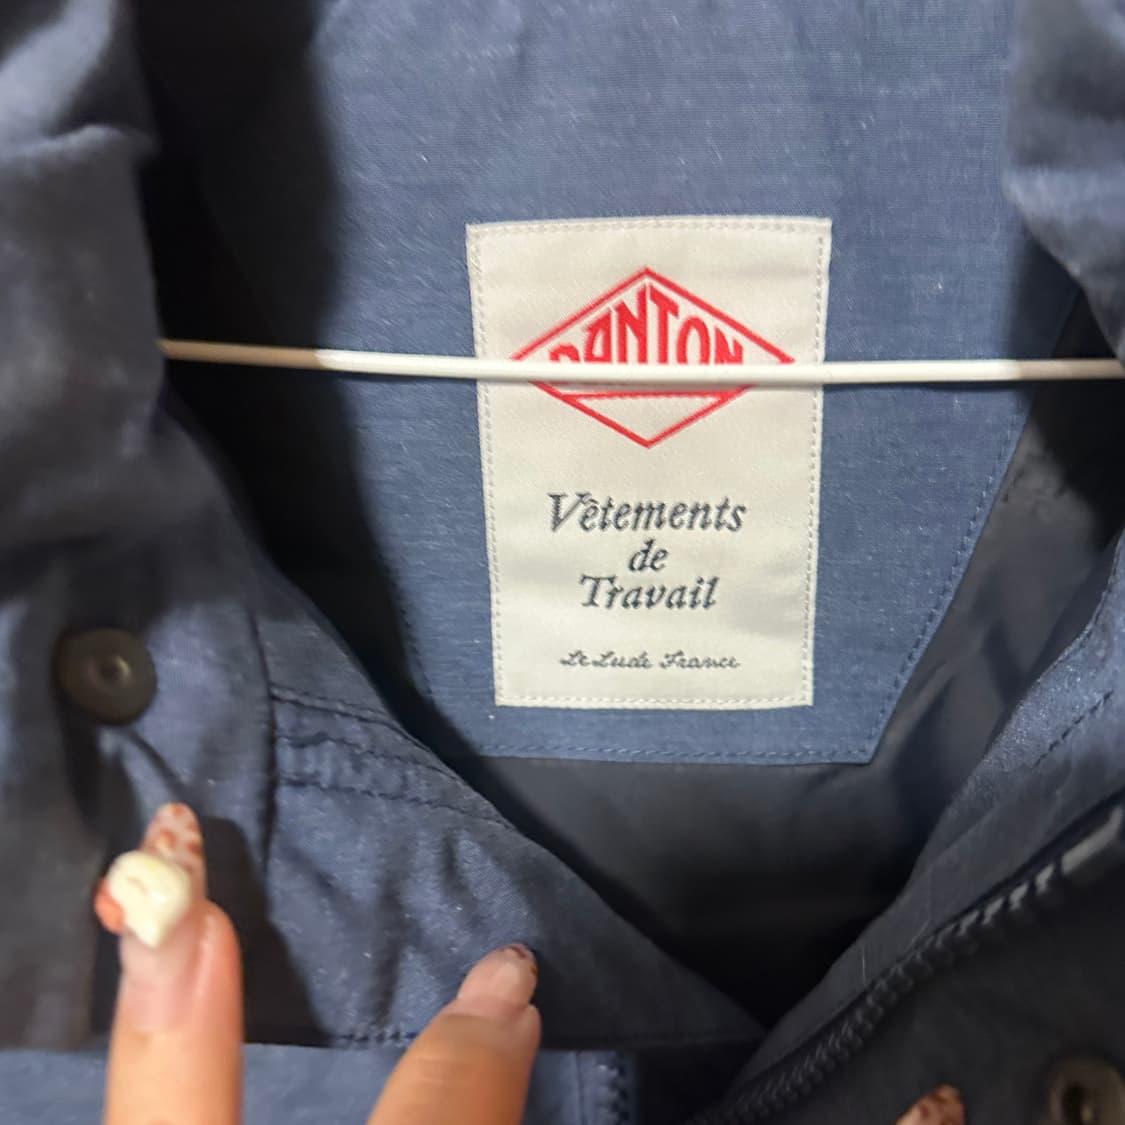 DANTON
Vêtements
de
Travail
Le Lude France